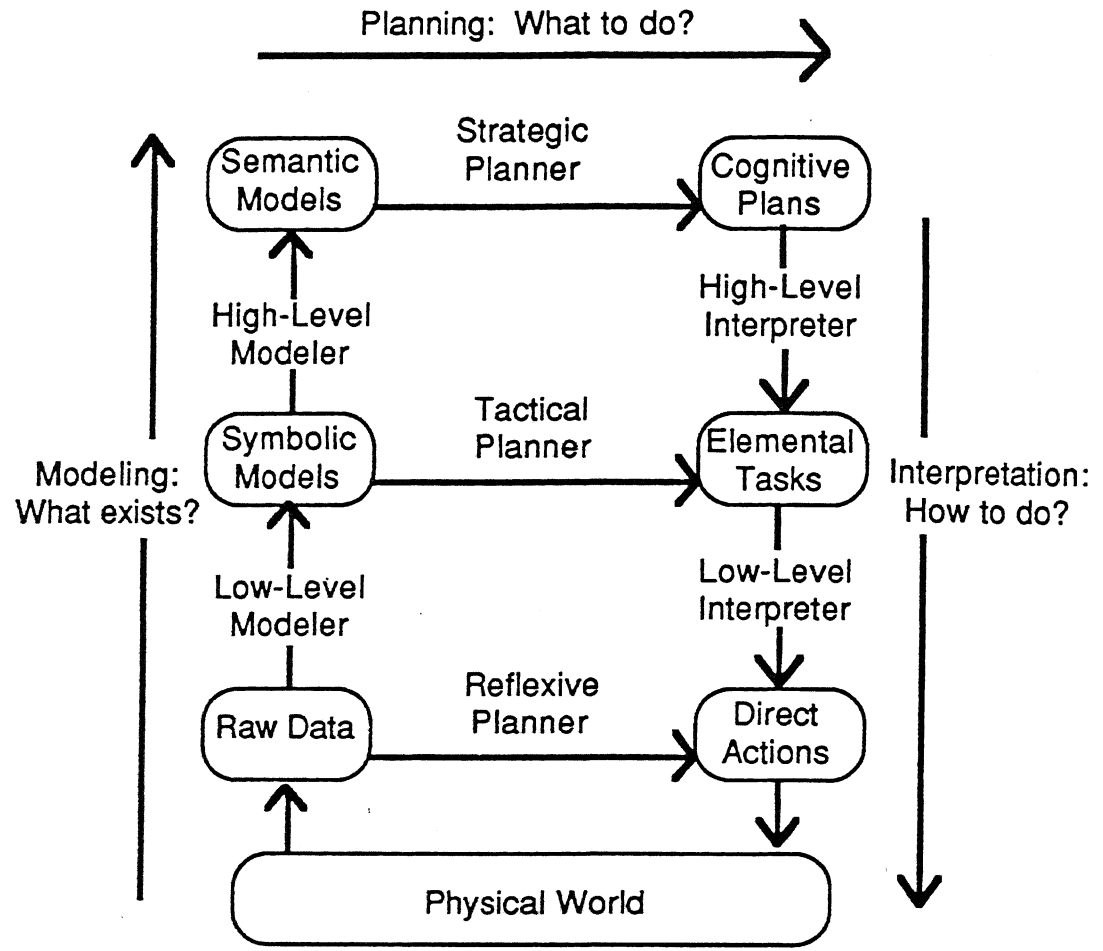 Planning: What to do?
Strategic
Planner
Semantic
Models
Cognitive
Plans
High-Level
Modeler
High-Level
Interpreter
Tactical
Planner
Symbolic
Models
Elemental
Tasks
Modeling:
What exists?
Interpretation:
How to do?
Low-Level
Modeler
Low-Level
Interpreter
Reflexive
Planner
Raw Data
Direct
Actions
Physical World